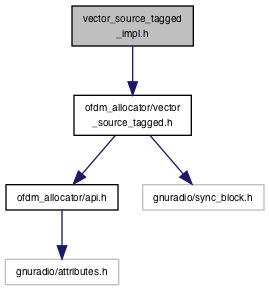 vector_source_tagged
_impl.h
ofdm_allocator/vector
_source_tagged.h
ofdm_allocator/api.h
gnuradio/sync_block.h
gnuradio/attributes.h